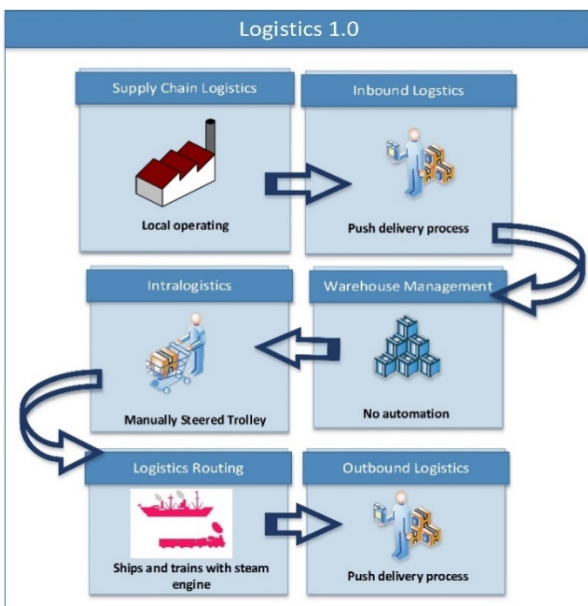 Logistics 1.0
Supply Chain Logistics
Local operating
Inbound Logstics
Push delivery process
Warehouse Management
No automation
Intralogistics
Manually Steered Trolley
Logistics Routing
Ships and trains with steam
engine
Outbound Logistics
Push delivery process